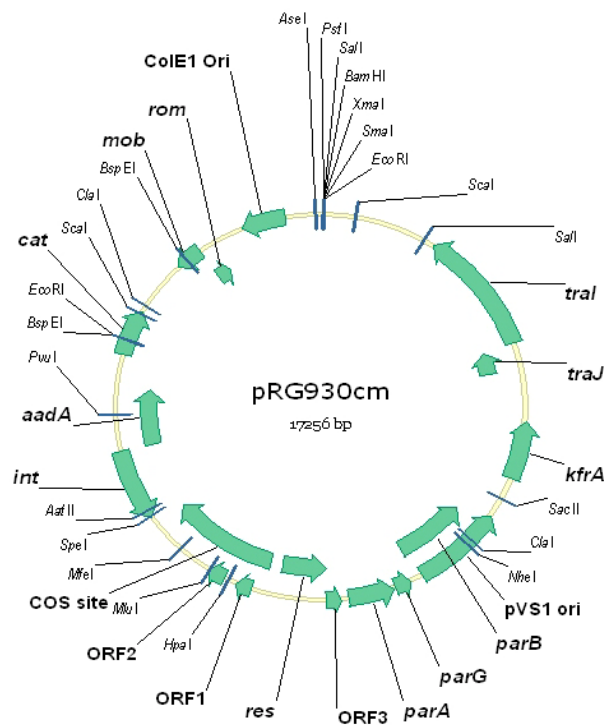 AseI
PstI
SalI
BamHI
XmaI
SmaI
EcoRI
ScaI
SalI
traI
traJ
kfrA
SacII
ClaI
NheI
pVS1 ori
parB
parG
parA
ORF3
res
ORF1
HpaI
ORF2
MluI
COS site
MfeI
SpeI
AatII
int
aadA
PvuI
BspEI
EcoRI
cat
ScaI
ClaI
BspEI
mob
rom
ColE1 Ori
pRG930cm
17256 bp